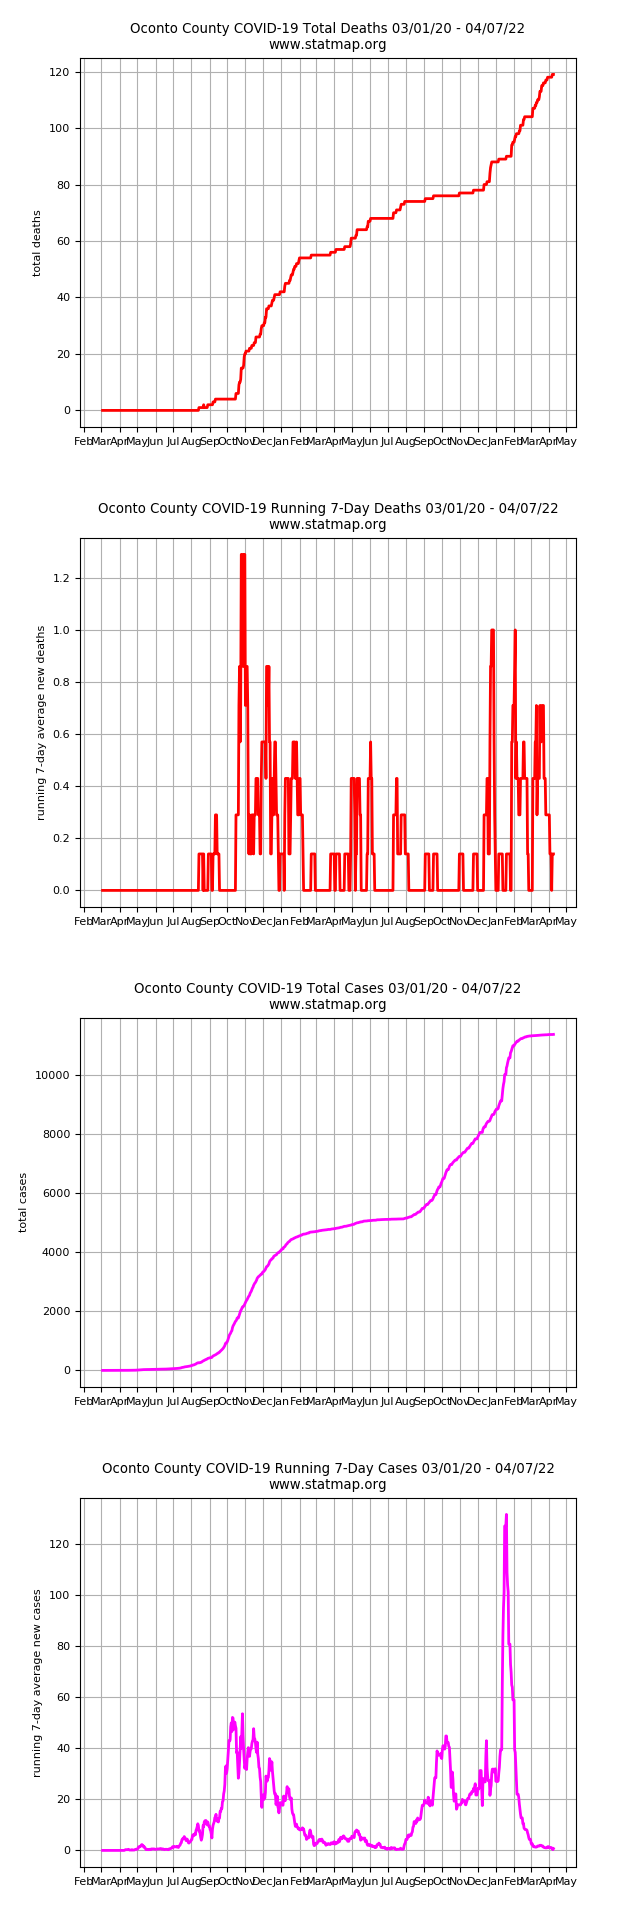 Oconto County COVID-19 Total Deaths 03/01/20 - 04/07/22
www.statmap.org
120
100
80
60
40
20
0
total deaths
Feb Mar Apr May Jun Jul Aug Sep Oct Nov Dec Jan Feb Mar Apr May Jun Jul Aug Sep Oct Nov Dec Jan Feb Mar Apr May
Oconto County COVID-19 Running 7-Day Deaths 03/01/20 - 04/07/22
www.statmap.org
1.2
1.0
0.8
0.6
0.4
0.2
0.0
running 7-day average new deaths
Feb Mar Apr May Jun Jul Aug Sep Oct Nov Dec Jan Feb Mar Apr May Jun Jul Aug Sep Oct Nov Dec Jan Feb Mar Apr May
Oconto County COVID-19 Total Cases 03/01/20 - 04/07/22
www.statmap.org
10000
8000
6000
4000
2000
0
total cases
Feb Mar Apr May Jun Jul Aug Sep Oct Nov Dec Jan Feb Mar Apr May Jun Jul Aug Sep Oct Nov Dec Jan Feb Mar Apr May
Oconto County COVID-19 Running 7-Day Cases 03/01/20 - 04/07/22
www.statmap.org
120
100
80
60
40
20
0
running 7-day average new cases
Feb Mar Apr May Jun Jul Aug Sep Oct Nov Dec Jan Feb Mar Apr May Jun Jul Aug Sep Oct Nov Dec Jan Feb Mar Apr May